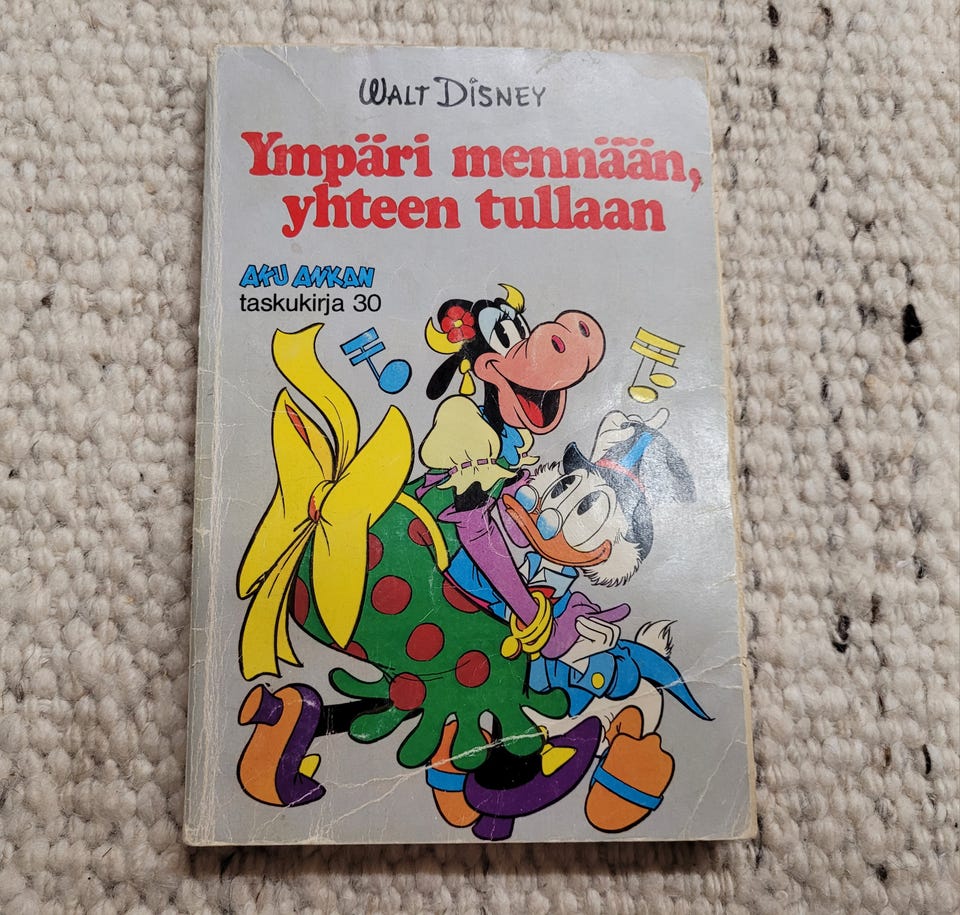 WALT DISNEY
Ympäri mennään,
yhteen tullaan
AKU ANKAN
taskukirja 30